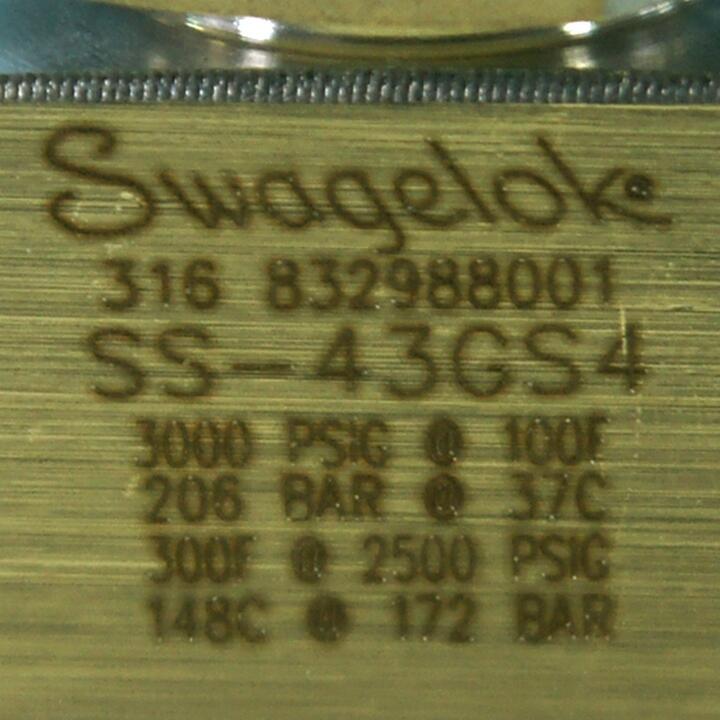 Swagelok
316 832988001
SS-43GS4
3000 PSIG @ 100F
206 BAR @ 37C
300F @ 2500 PSIG
148C @ 172 BAR